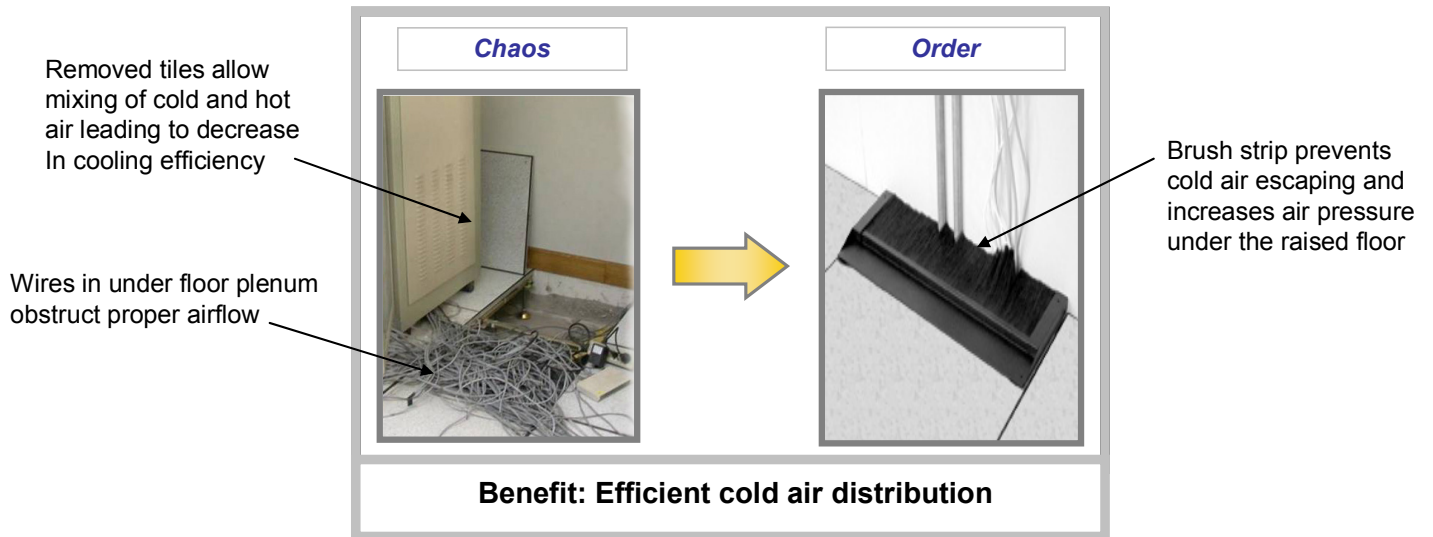 Chaos
Order
Removed tiles allow
mixing of cold and hot
air leading to decrease
In cooling efficiency
Wires in under floor plenum
obstruct proper airflow
Brush strip prevents
cold air escaping and
increases air pressure
under the raised floor
Benefit: Efficient cold air distribution